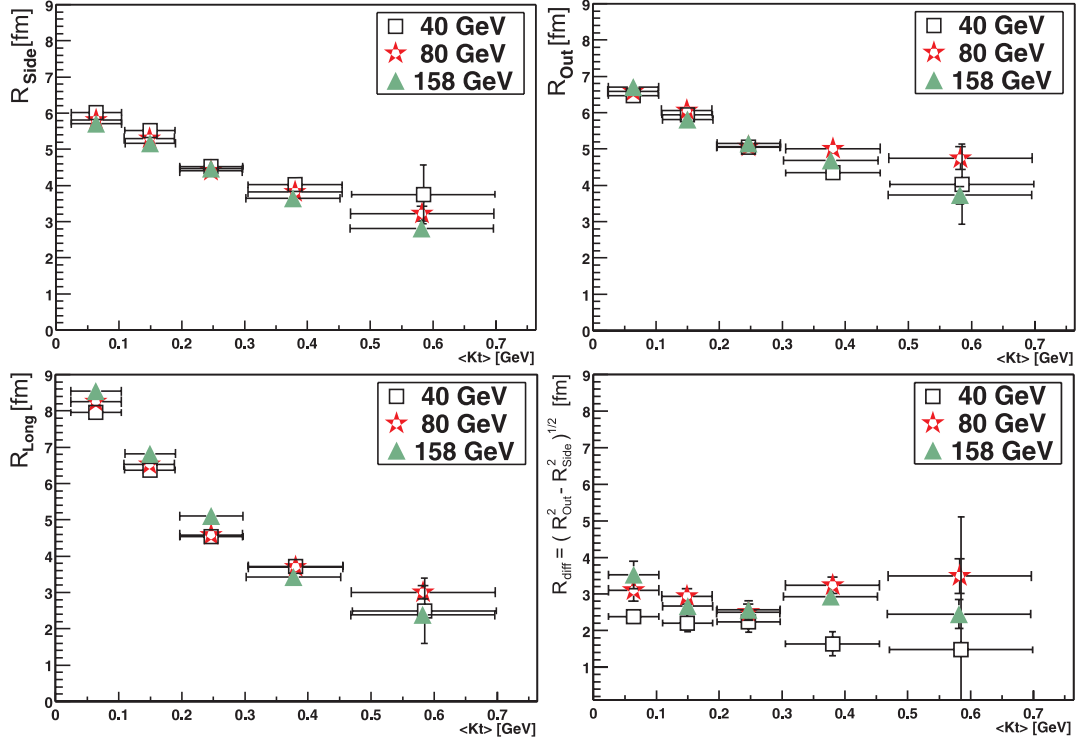 R_Side [fm]
9
8
7
6
5
4
3
2
1
0
40 GeV
80 GeV
158 GeV
0 0.1 0.2 0.3 0.4 0.5 0.6 0.7
<Kt> [GeV]
R_Out [fm]
9
8
7
6
5
4
3
2
1
0
40 GeV
80 GeV
158 GeV
0 0.1 0.2 0.3 0.4 0.5 0.6 0.7
<Kt> [GeV]
R_Long [fm]
9
8
7
6
5
4
3
2
1
0
40 GeV
80 GeV
158 GeV
0 0.1 0.2 0.3 0.4 0.5 0.6 0.7
<Kt> [GeV]
R_diff = ( R²_Out - R²_Side )^1/2 [fm]
9
8
7
6
5
4
3
2
1
40 GeV
80 GeV
158 GeV
0 0.1 0.2 0.3 0.4 0.5 0.6 0.7
<Kt> [GeV]